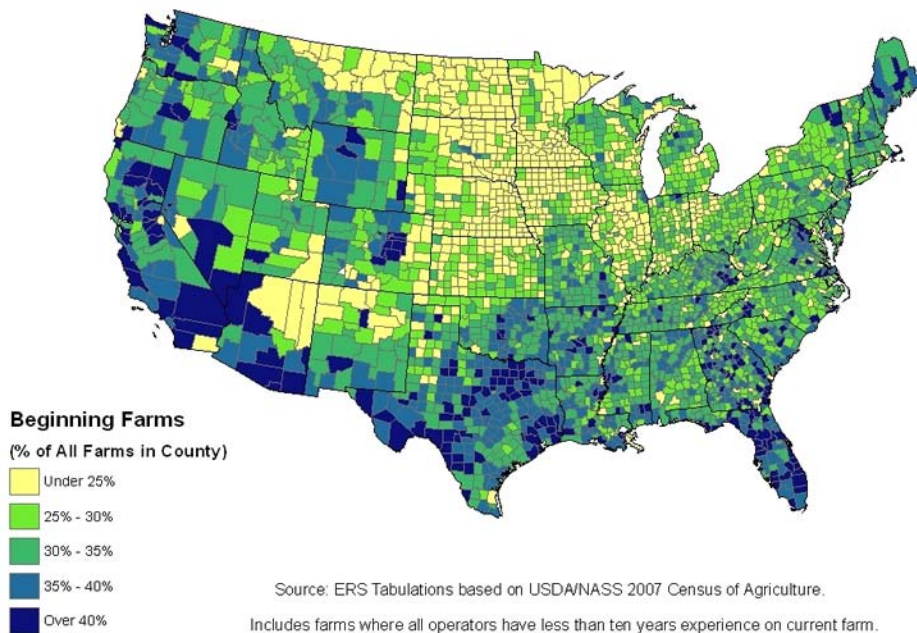 Beginning Farms
(% of All Farms in County)
Under 25%
25% - 30%
30% - 35%
35% - 40%
Over 40%
Source: ERS Tabulations based on USDA/NASS 2007 Census of Agriculture.
Includes farms where all operators have less than ten years experience on current farm.